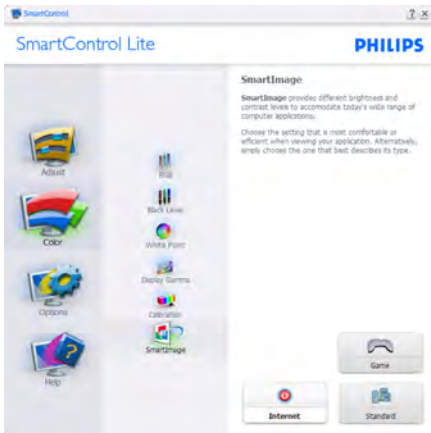 SmartControl
SmartControl Lite
PHILIPS
Adjust
Color
Options
Help
RGB
Black Level
White Point
Display Gamma
Calibration
SmartImage
SmartImage
SmartImage provides different brightness and
contrast levels to accomodate today's wide range of
computer applications.
Choose the setting that is most comfortable or
efficient when viewing your application. Alternatively,
simply choose the one that best describes its type.
Game
Internet
Standard